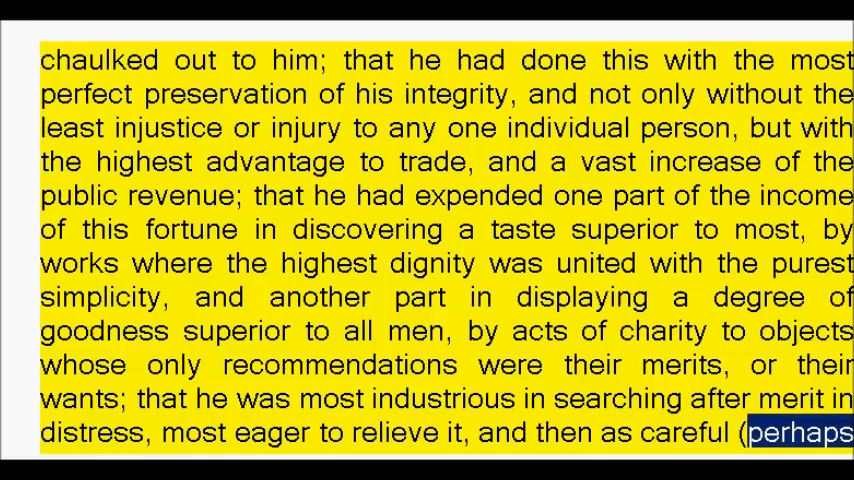 chaulked out to him; that he had done this with the most
perfect preservation of his integrity, and not only without the
least injustice or injury to any one individual person, but with
the highest advantage to trade, and a vast increase of the
public revenue; that he had expended one part of the income
of this fortune in discovering a taste superior to most, by
works where the highest dignity was united with the purest
simplicity, and another part in displaying a degree of
goodness superior to all men, by acts of charity to objects
whose only recommendations were their merits, or their
wants; that he was most industrious in searching after merit in
distress, most eager to relieve it, and then as careful (perhaps